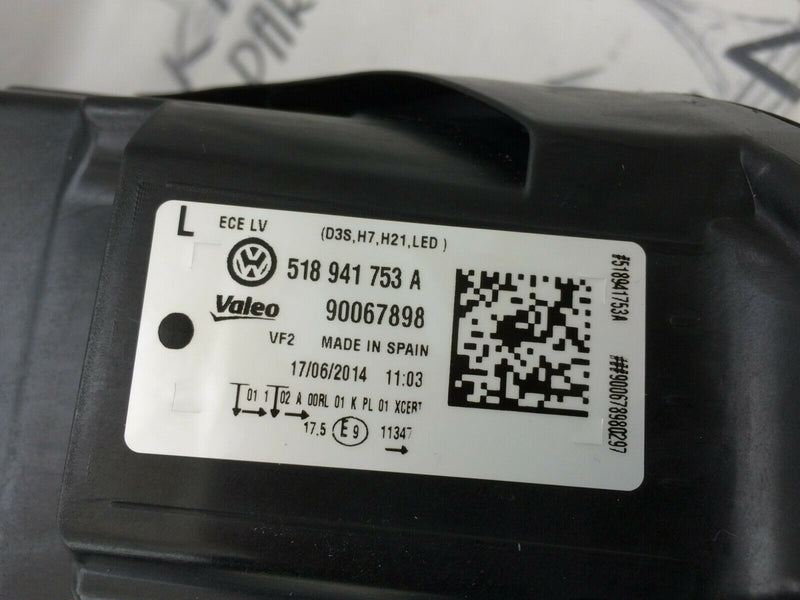 L ECE LV (D3S,H7,H21,LED)
518 941 753 A
Valeo 90067898
VF2 MADE IN SPAIN
17/06/2014 11:03
01 1 02 A 00RL 01 K PL 01 XCERT
17.5 E9 11347
#518941753A
##900678980297